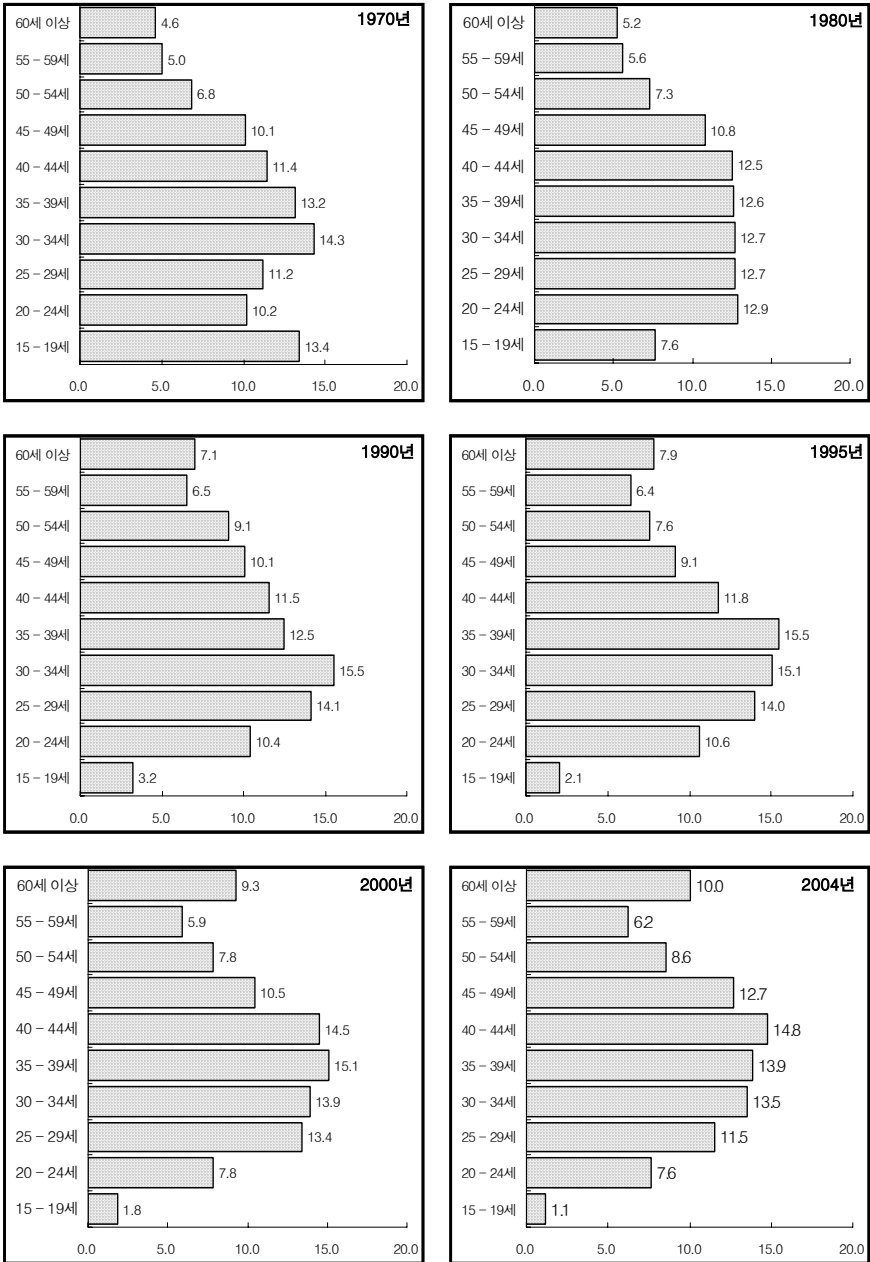 1970년
60세 이상 4.6
55 - 59세 5.0
50 - 54세 6.8
45 - 49세 10.1
40 - 44세 11.4
35 - 39세 13.2
30 - 34세 14.3
25 - 29세 11.2
20 - 24세 10.2
15 - 19세 13.4
0.0 5.0 10.0 15.0 20.0
1980년
60세 이상 5.2
55 - 59세 5.6
50 - 54세 7.3
45 - 49세 10.8
40 - 44세 12.5
35 - 39세 12.6
30 - 34세 12.7
25 - 29세 12.7
20 - 24세 12.9
15 - 19세 7.6
0.0 5.0 10.0 15.0 20.0
1990년
60세 이상 7.1
55 - 59세 6.5
50 - 54세 9.1
45 - 49세 10.1
40 - 44세 11.5
35 - 39세 12.5
30 - 34세 15.5
25 - 29세 14.1
20 - 24세 10.4
15 - 19세 3.2
0.0 5.0 10.0 15.0 20.0
1995년
60세 이상 7.9
55 - 59세 6.4
50 - 54세 7.6
45 - 49세 9.1
40 - 44세 11.8
35 - 39세 15.5
30 - 34세 15.1
25 - 29세 14.0
20 - 24세 10.6
15 - 19세 2.1
0.0 5.0 10.0 15.0 20.0
2000년
60세 이상 9.3
55 - 59세 5.9
50 - 54세 7.8
45 - 49세 10.5
40 - 44세 14.5
35 - 39세 15.1
30 - 34세 13.9
25 - 29세 13.4
20 - 24세 7.8
15 - 19세 1.8
0.0 5.0 10.0 15.0 20.0
2004년
60세 이상 10.0
55 - 59세 6.2
50 - 54세 8.6
45 - 49세 12.7
40 - 44세 14.8
35 - 39세 13.9
30 - 34세 13.5
25 - 29세 11.5
20 - 24세 7.6
15 - 19세 1.1
0.0 5.0 10.0 15.0 20.0